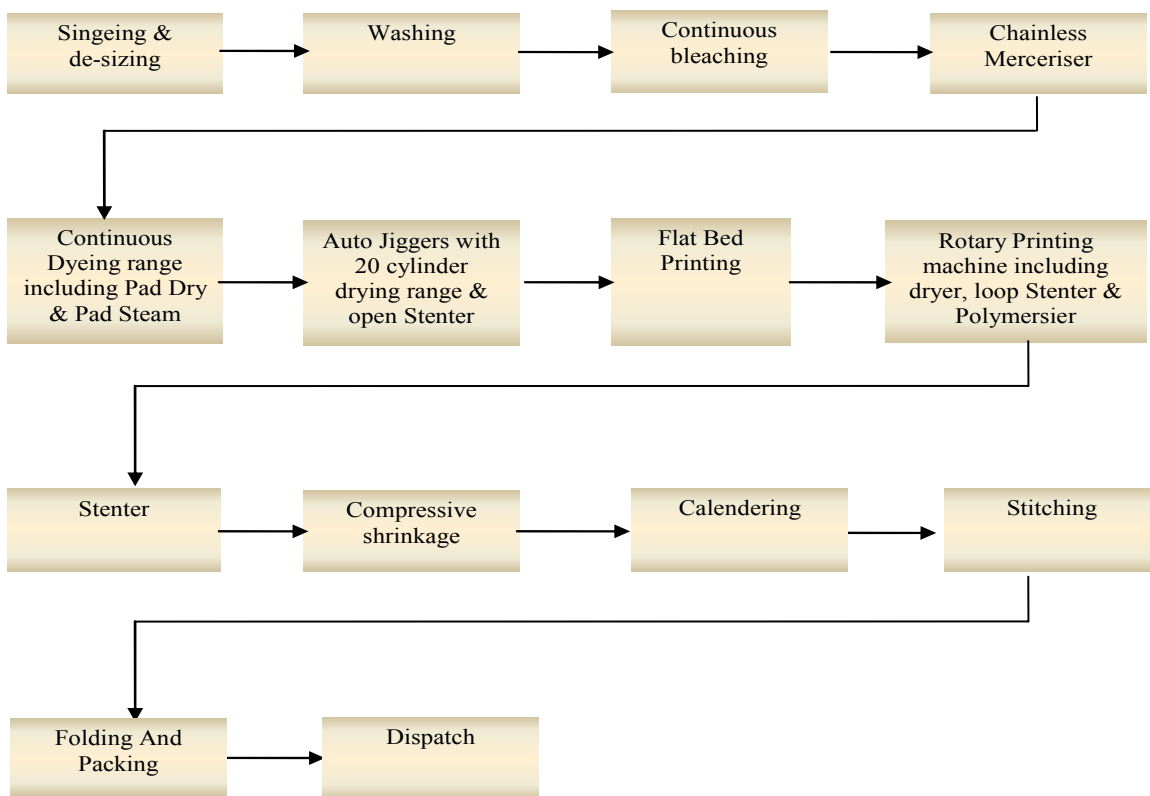 Singeing &
de-sizing
Washing
Continuous
bleaching
Chainless
Merceriser
Continuous
Dyeing range
including Pad Dry
& Pad Steam
Auto Jiggers with
20 cylinder
drying range &
open Stenter
Flat Bed
Printing
Rotary Printing
machine including
dryer, loop Stenter &
Polymersier
Stenter
Compressive
shrinkage
Calendering
Stitching
Folding And
Packing
Dispatch